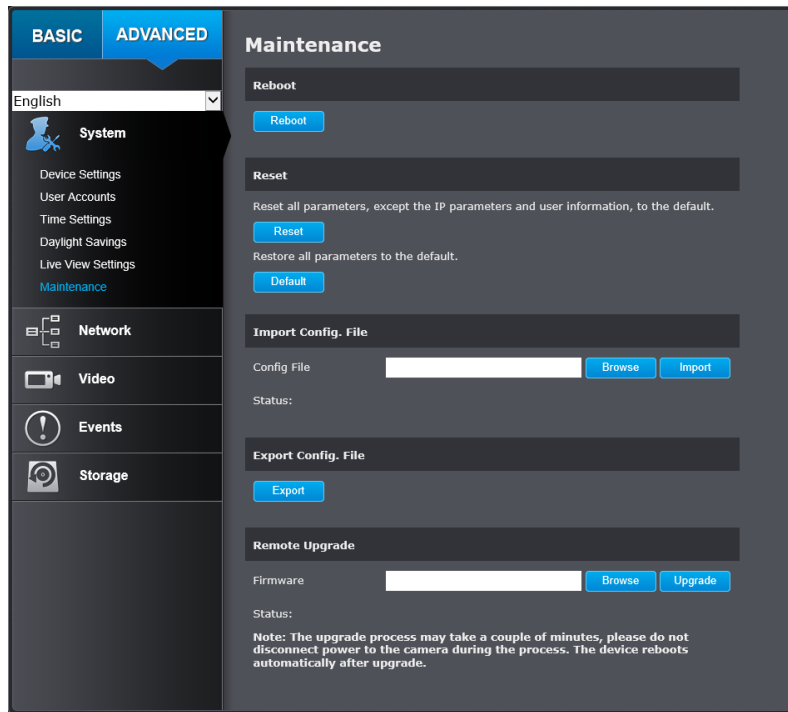 BASIC
ADVANCED
English
System
Device Settings
User Accounts
Time Settings
Daylight Savings
Live View Settings
Maintenance
Network
Video
Events
Storage
Maintenance
Reboot
Reboot
Reset
Reset all parameters, except the IP parameters and user information, to the default.
Reset
Restore all parameters to the default.
Default
Import Config. File
Config File
Browse
Import
Status:
Export Config. File
Export
Remote Upgrade
Firmware
Browse
Upgrade
Status:
Note: The upgrade process may take a couple of minutes, please do not
disconnect power to the camera during the process. The device reboots
automatically after upgrade.